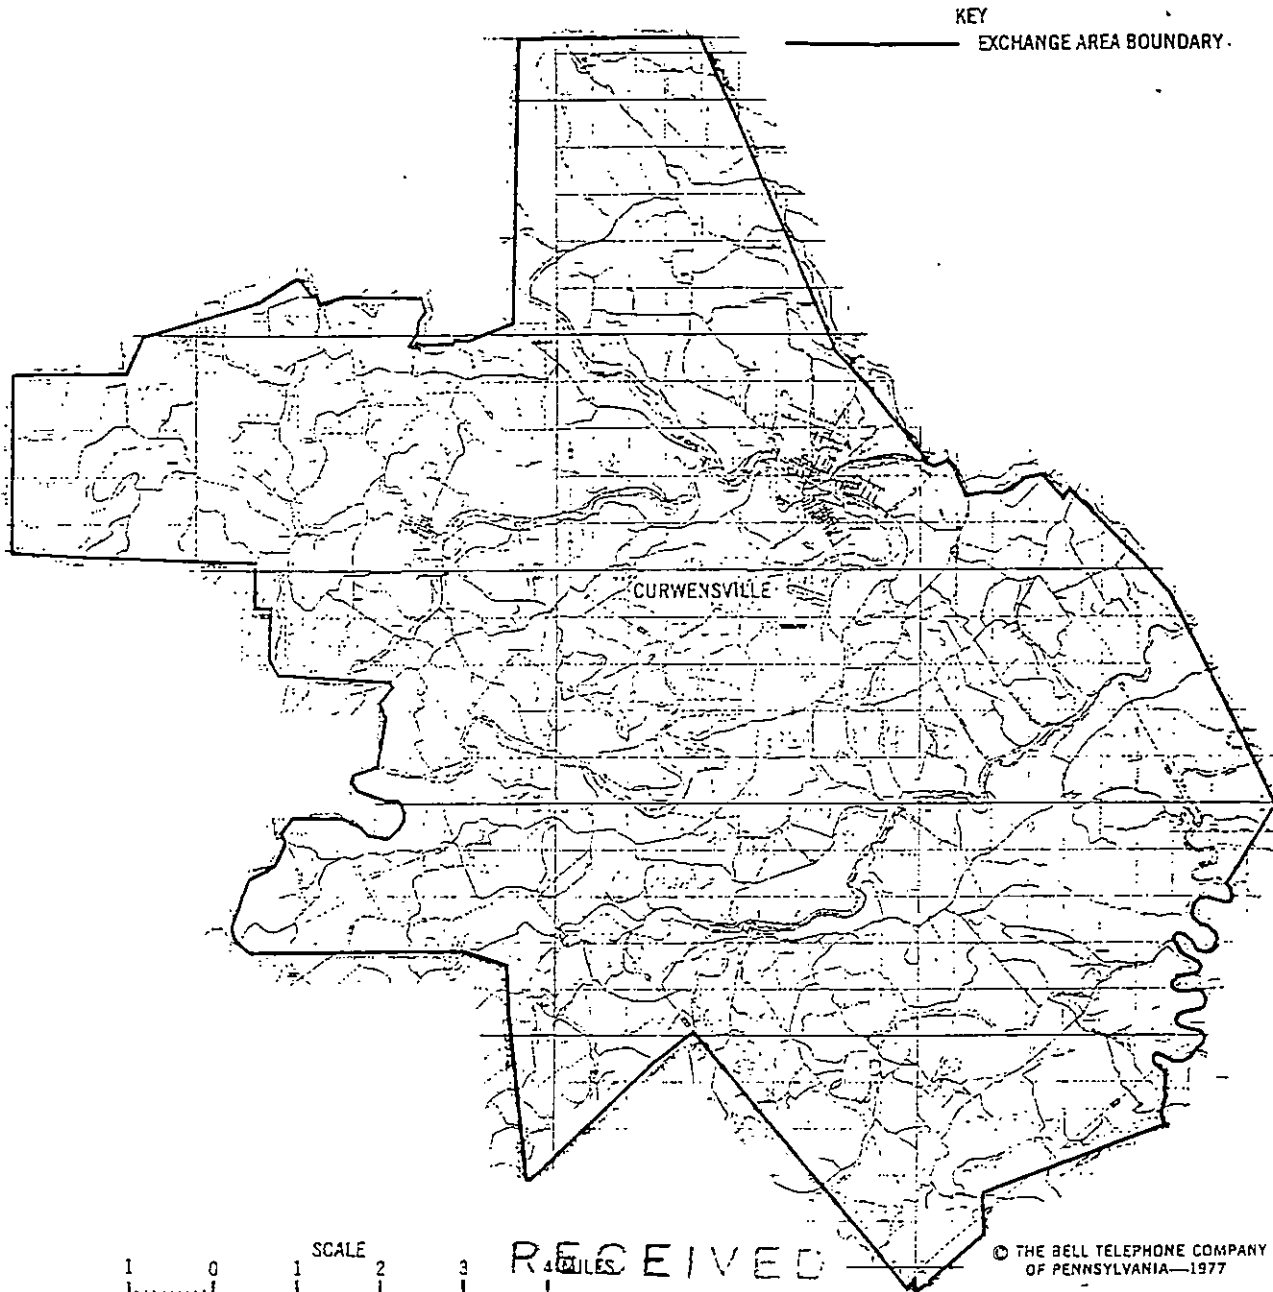 KEY
EXCHANGE AREA BOUNDARY.
CURWENSVILLE
SCALE
1 0 1 2 3 4 MILES
RECEIVED
© THE BELL TELEPHONE COMPANY
OF PENNSYLVANIA—1977